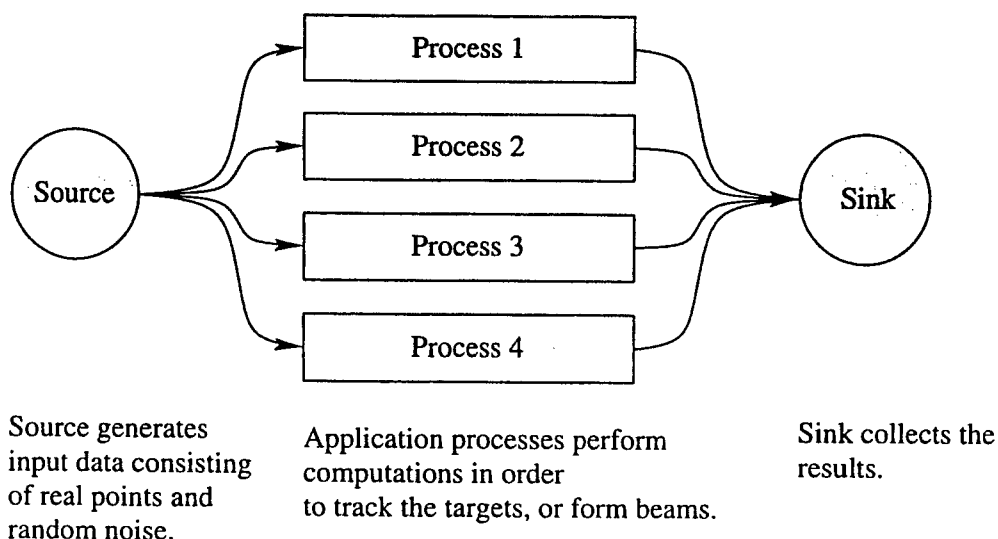 Process 1
Process 2
Source
Sink
Process 3
Process 4
Source generates
input data consisting
of real points and
random noise.
Application processes perform
computations in order
to track the targets, or form beams.
Sink collects the
results.